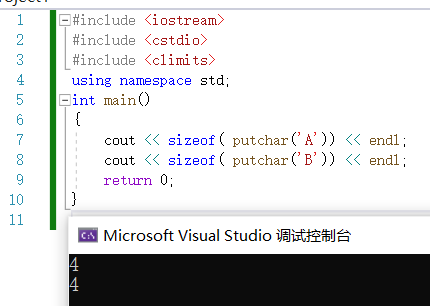 1 #include <iostream>
2 #include <cstdio>
3 #include <climits>
4 using namespace std;
5 int main()
6 {
7 cout << sizeof( putchar('A')) << endl;
8 cout << sizeof( putchar('B')) << endl;
9 return 0;
10 }
11
Microsoft Visual Studio 调试控制台
4
4